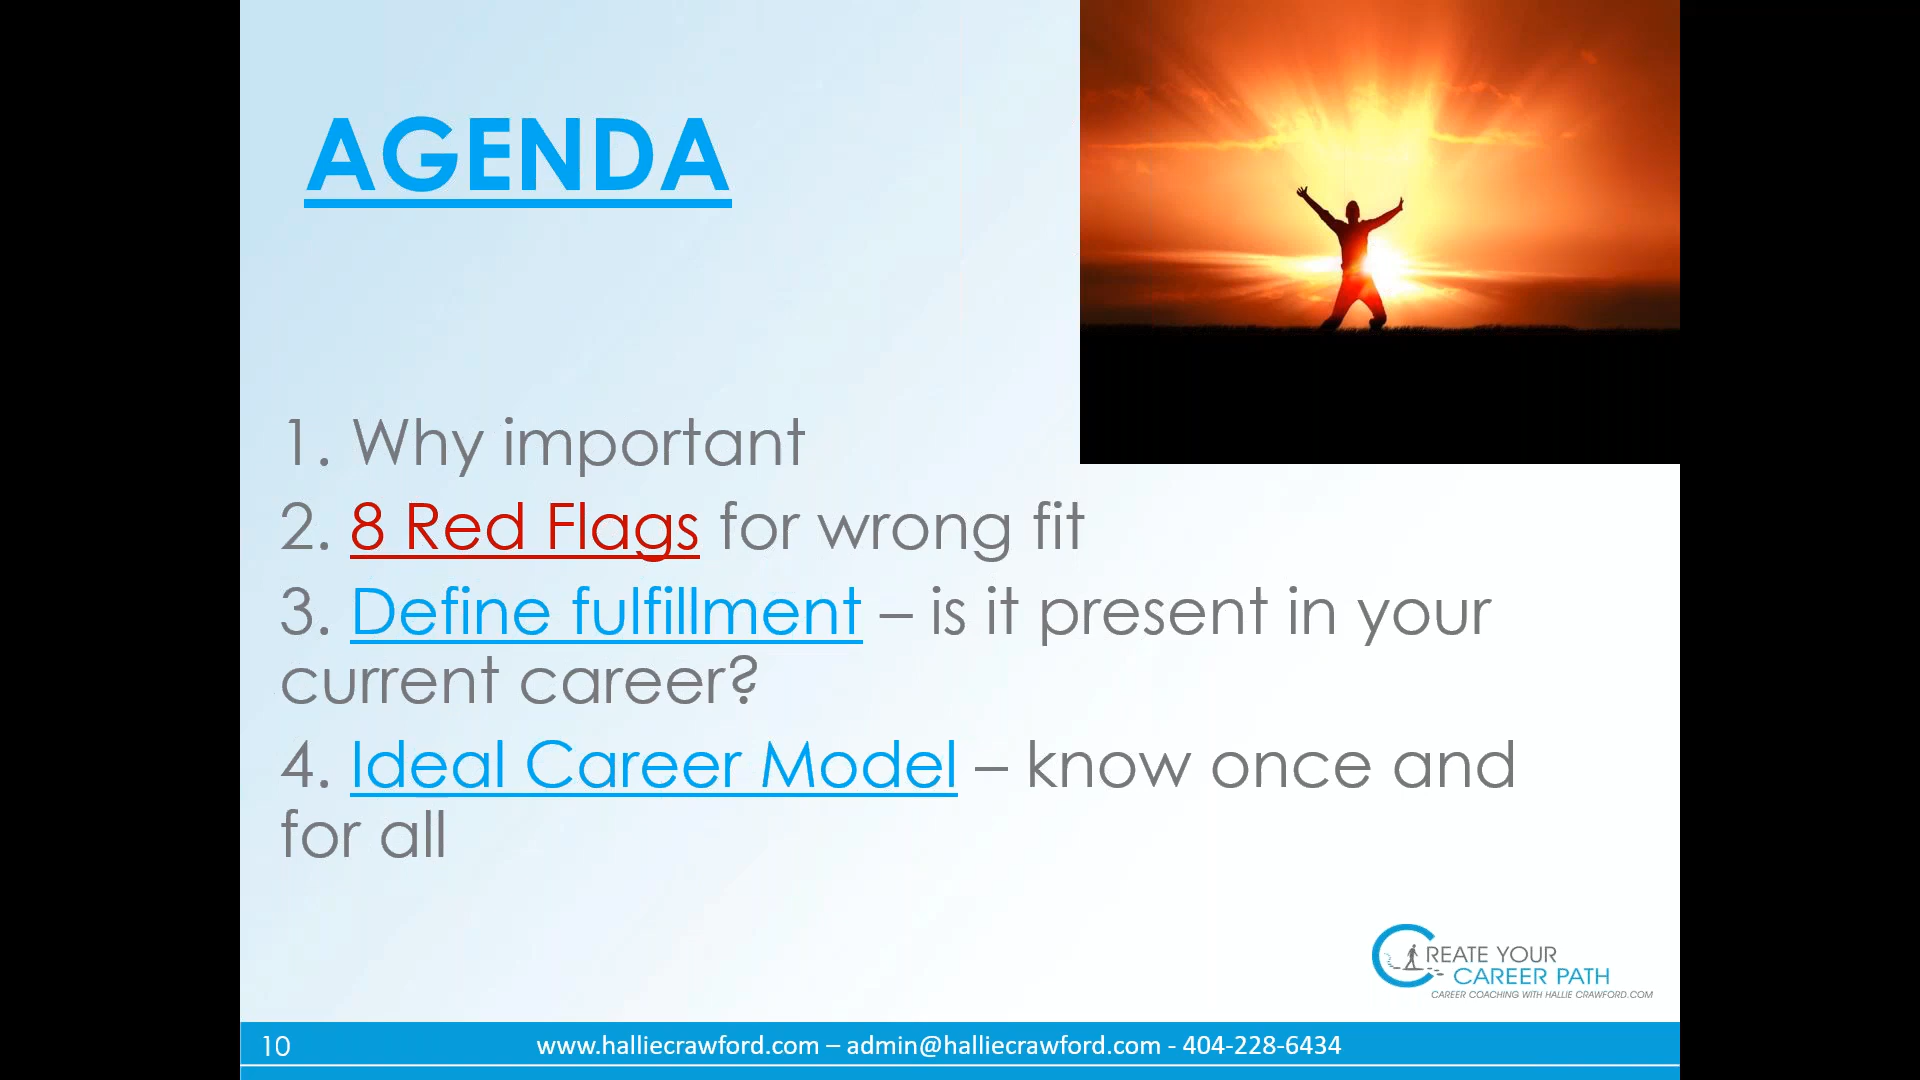 AGENDA
1. Why important
2. 8 Red Flags for wrong fit
3. Define fulfillment – is it present in your
current career?
4. Ideal Career Model – know once and
for all
CREATE YOUR
CAREER PATH
CAREER COACHING WITH HALLIE CRAWFORD.COM
10
www.halliecrawford.com – admin@halliecrawford.com - 404-228-6434